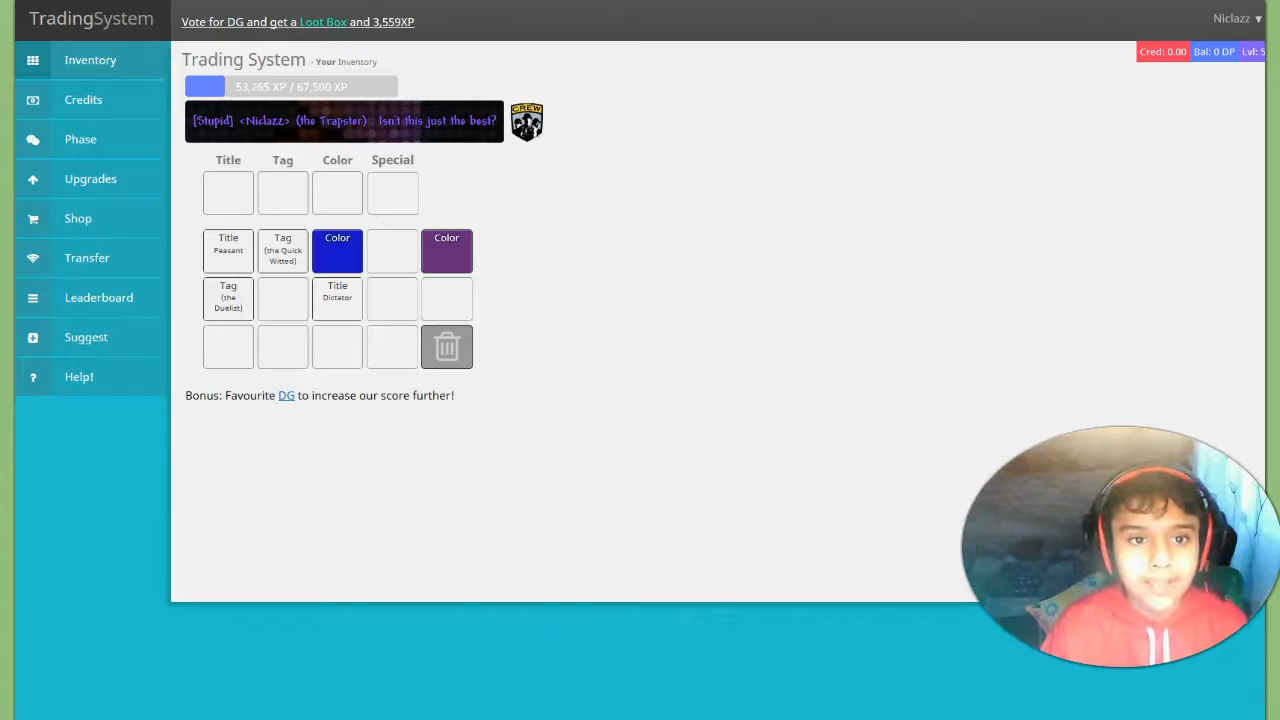 TradingSystem
Vote for DG and get a Loot Box and 3,559XP
Niclazz ▼
Inventory
Credits
Phase
Upgrades
Shop
Transfer
Leaderboard
Suggest
? Help!
Trading System - Your Inventory
Cred: 0.00 Bal: 0 DP Lvl: 5
53,265 XP / 67,500 XP
[Stupid] <Niclazz> (the Trapster) : Isn't this just the best?
CREW
Title Tag Color Special
Title Peasant
Tag (the Quick Witted)
Color
Color
Tag (the Duelist)
Title Dictator
Bonus: Favourite DG to increase our score further!